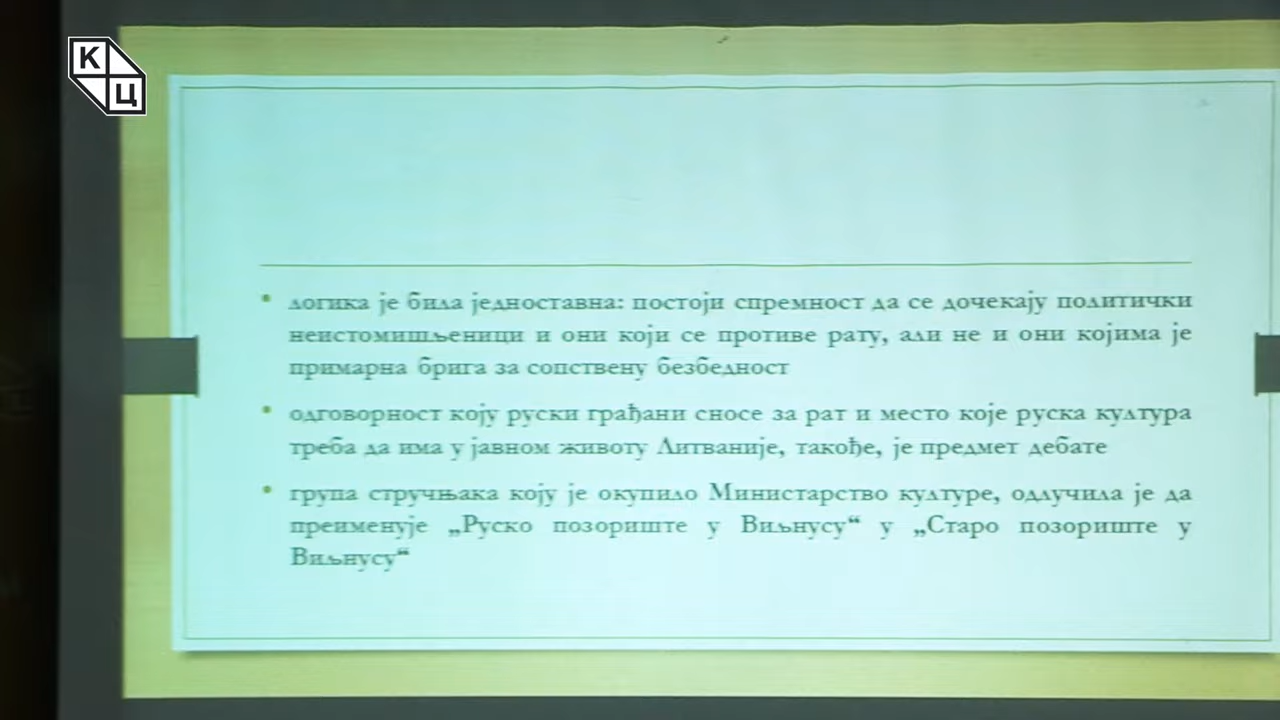 К
Ц
• логика је била једноставна: постоји спремност да се дочекају политички
неистомишљеници и они који се противе рату, али не и они којима је
примарна брига за сопствену безбедност
• одговорност коју руски грађани сносе за рат и место које руска култура
треба да има у јавном животу Литваније, такође, је предмет дебате
• група стручњака коју је окупило Министарство културе, одлучила је да
преименује „Руско позориште у Виљнусу“ у „Старо позориште у
Виљнусу“